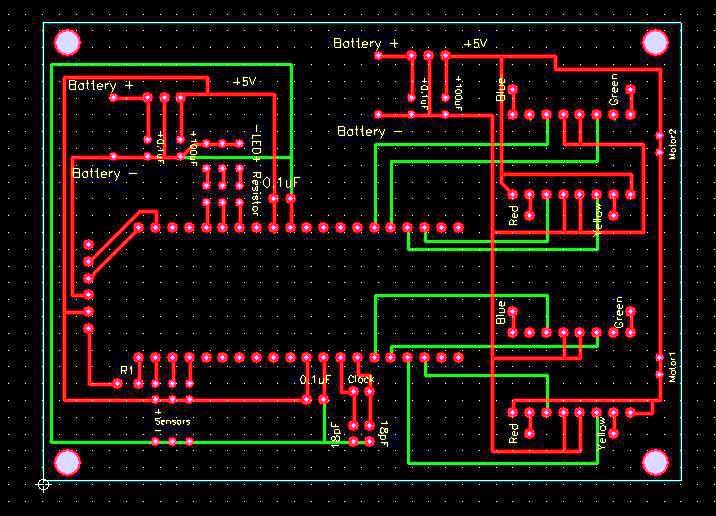 Battery + +5V
+0.1uF +100uF
Blue Green
Motor2
Battery -
Battery + +5V
+0.1uF +100uF
-LED+ Resistor
Battery -
0.1uF
Red Yellow
Blue Green
Motor1
R1
0.1uF Clock
+
Sensors
-
18pF 18pF
Red Yellow